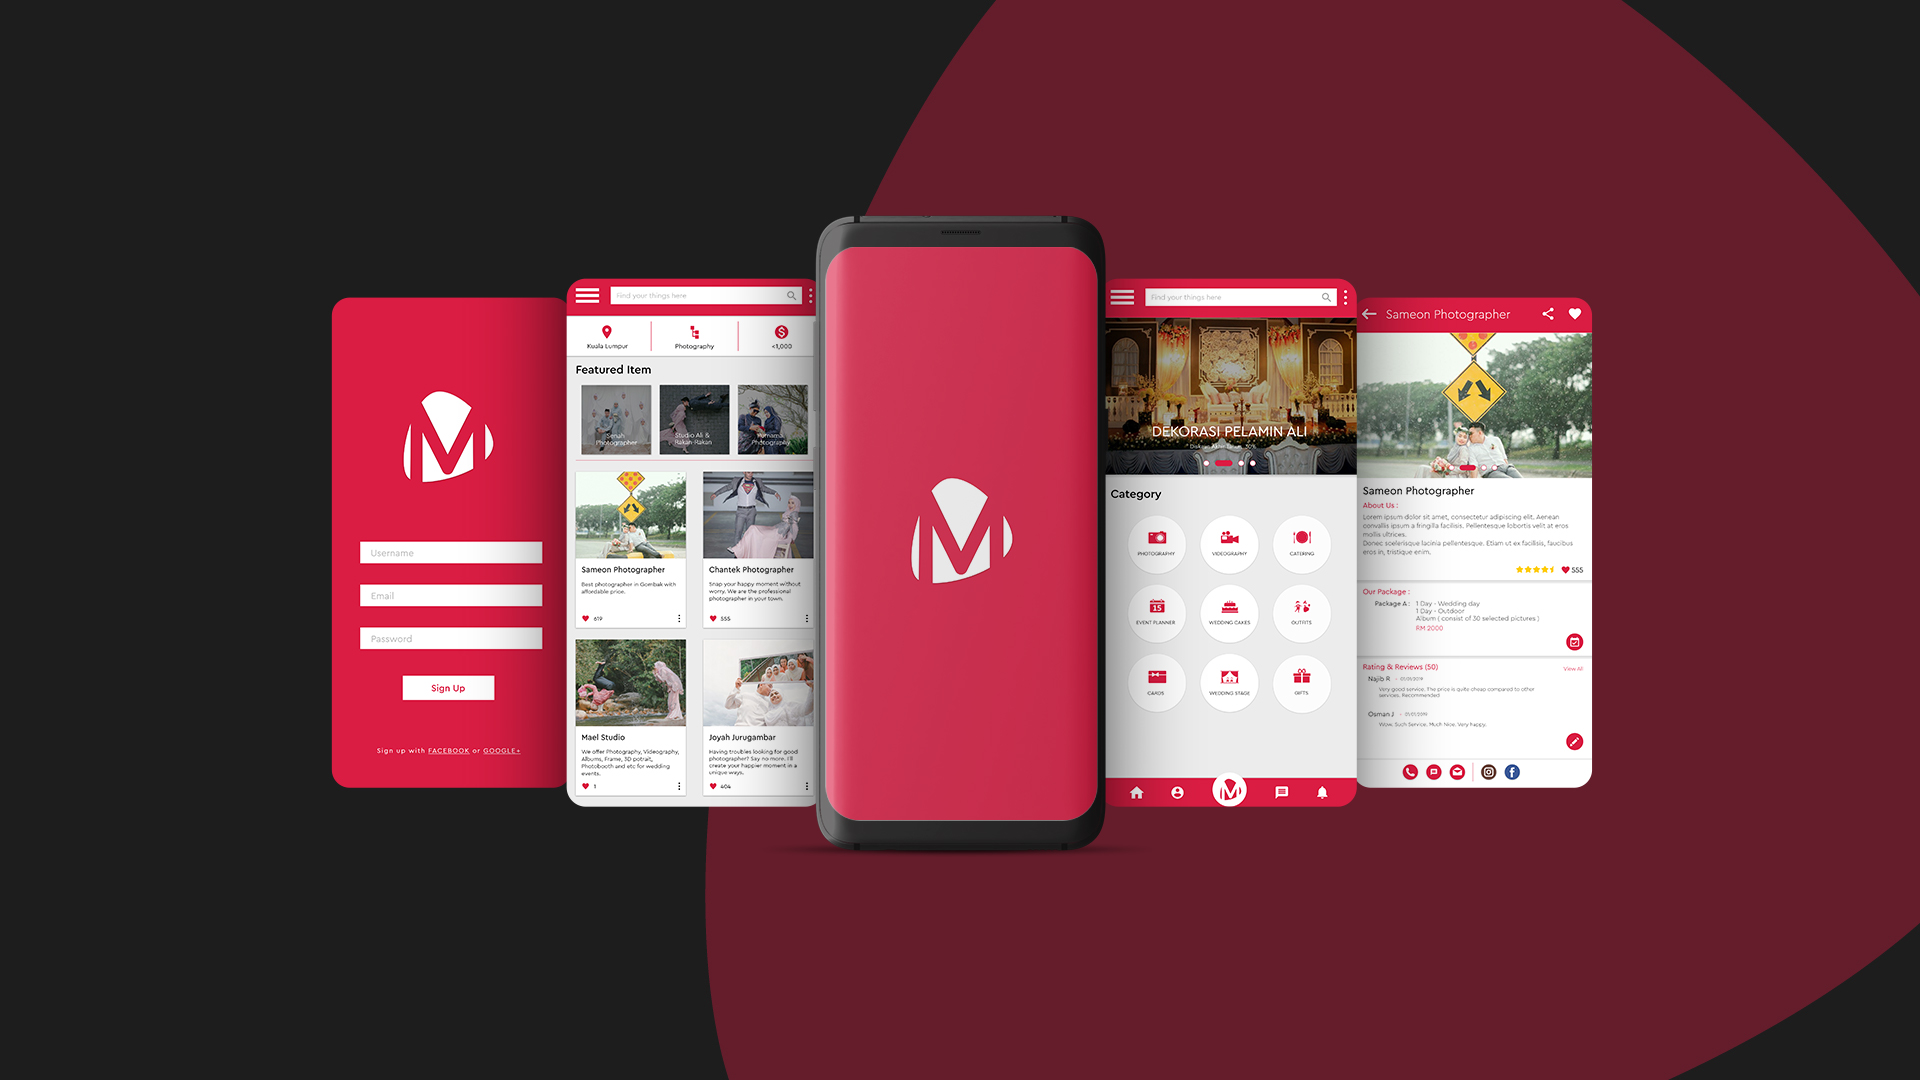 Username
Email
Password
Sign Up
Sign up with FACEBOOK or GOOGLE+
Find your things here
Kuala Lumpur
Photography
<1,000
Featured Item
Senah
Photographer
Studio Ali &
Rakan-Rakan
Purnama
Photography
Sameon Photographer
Best photographer in Gombak with
affordable price.
619
Chantek Photographer
Snap your happy moment without
worry. We are the professional
photographer in your town.
555
Mael Studio
We offer Photography, Videography,
Albums, Frame, 3D potrait,
Photobooth and etc for wedding
events.
1
Joyah Jurugambar
Having troubles looking for good
photographer? Say no more. I'll
create your happier moment in a
unique ways.
404
M
Find your things here
DEKORASI PELAMIN ALI
Category
PHOTOGRAPHY
VIDEOGRAPHY
CATERING
15
EVENT PLANNER
WEDDING CAKES
OUTFITS
CARDS
WEDDING STAGE
GIFTS
Sameon Photographer
Sameon Photographer
About Us :
Lorem ipsum dolor sit amet, consectetur adipiscing elit. Aenean
convallis ipsum a fringilla facilisis. Pellentesque lobortis velit at eros
mollis ultrices.
Donec scelerisque lacinia pellentesque. Etiam ut ex facilisis, faucibus
eros in, tristique enim.
555
Our Package :
Package A : 1 Day - Wedding day
1 Day - Outdoor
Album ( consist of 30 selected pictures )
RM 2000
Rating & Reviews (50)
View All
Najib R - 01/01/2019
Very good service. The price is quite cheap compared to other
services. Recommended
Osman J - 01/01/2019
Wow, Such Service, Much Nice, Very happy.